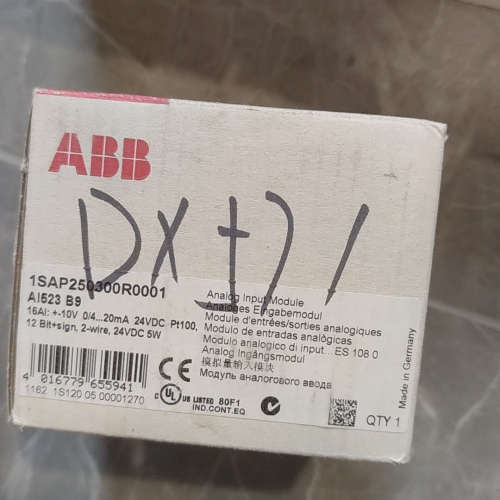 ABB
DX+71
1SAP250300R0001
AI523 B9
16AI: +-10V 0/4...20mA 24VDC Pt100,
12 Bit+sign, 2-wire, 24VDC 5W
Analog Input Module
Analoges Eingabemodul
Module d'entrées/sorties analogiques
Modulo de entradas analógicas
Modulo analogico di input ES 108 0
Analog Ingångsmodul
模拟量输入模块
Модуль аналогового ввода
4 016779 655941
1162 1S120 05 00001270
CE
C UL US LISTED 80F1
IND.CONT.EQ
Made in Germany
QTY 1